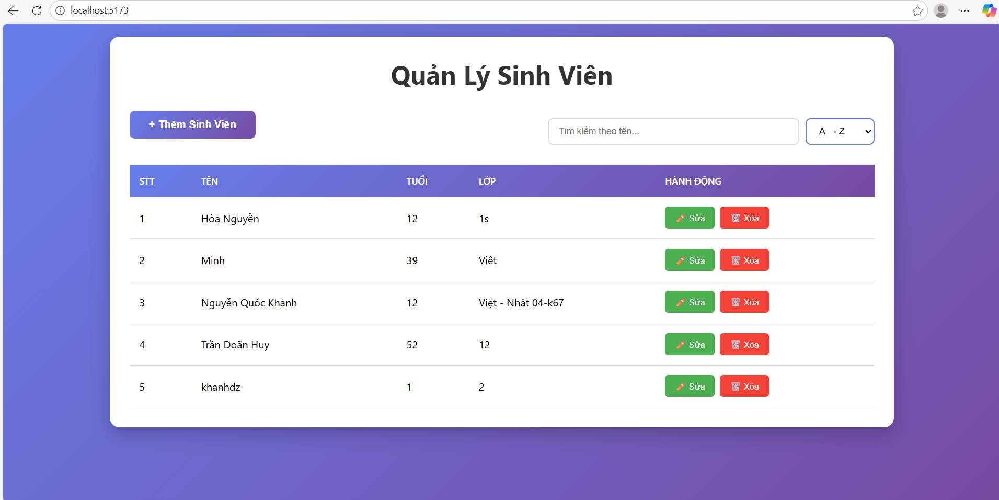 localhost:5173
Quản Lý Sinh Viên
+ Thêm Sinh Viên
Tìm kiếm theo tên...
A → Z
STT TÊN TUỔI LỚP HÀNH ĐỘNG
1 Hòa Nguyễn 12 1s Sửa Xóa
2 Minh 39 Viêt Sửa Xóa
3 Nguyễn Quốc Khánh 12 Việt - Nhât 04-k67 Sửa Xóa
4 Trần Doãn Huy 52 12 Sửa Xóa
5 khanhdz 1 2 Sửa Xóa